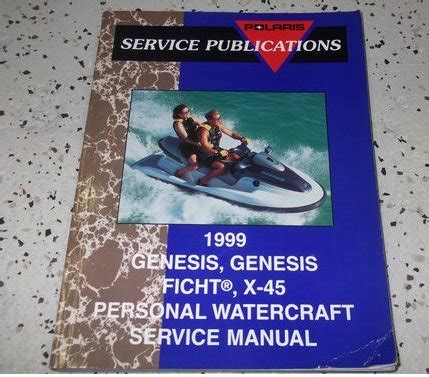 POLARIS
SERVICE PUBLICATIONS
1999
GENESIS, GENESIS
FICHT®, X-45
PERSONAL WATERCRAFT
SERVICE MANUAL